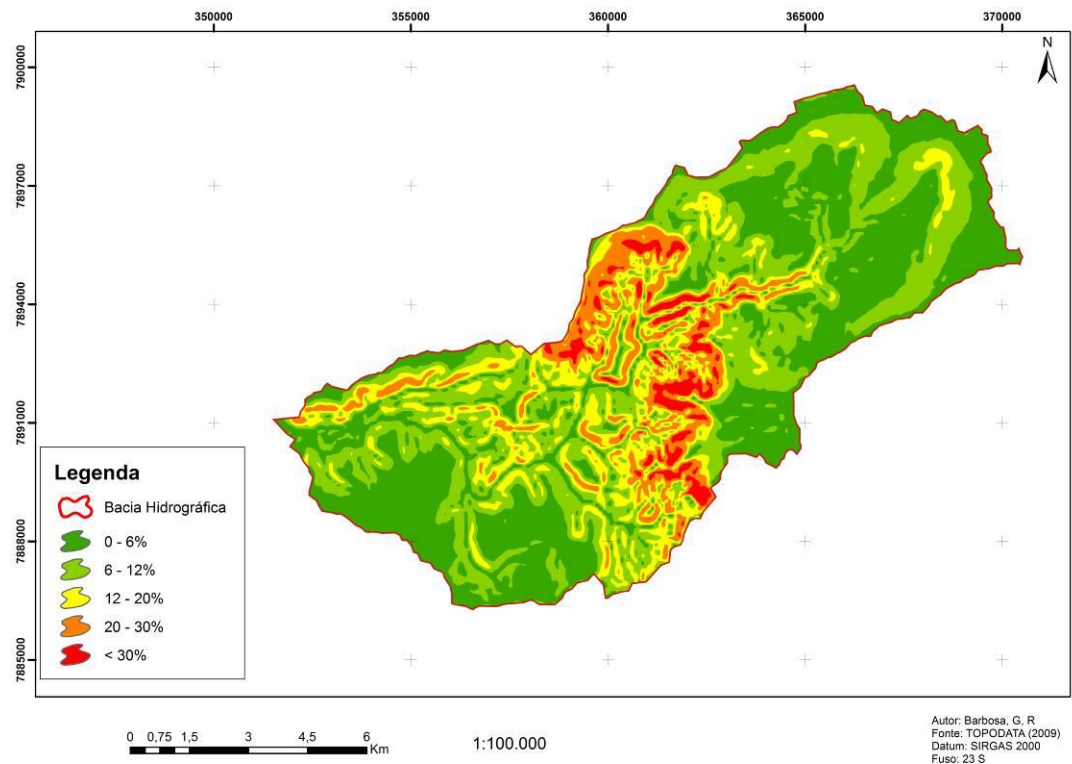 350000 355000 360000 365000 370000
N
7900000
7897000
7894000
7891000
7888000
7885000
Legenda
Bacia Hidrográfica
0 - 6%
6 - 12%
12 - 20%
20 - 30%
< 30%
0 0,75 1,5 3 4,5 6
Km
1:100.000
Autor: Barbosa, G, R
Fonte: TOPODATA (2009)
Datum: SIRGAS 2000
Fuso: 23 S